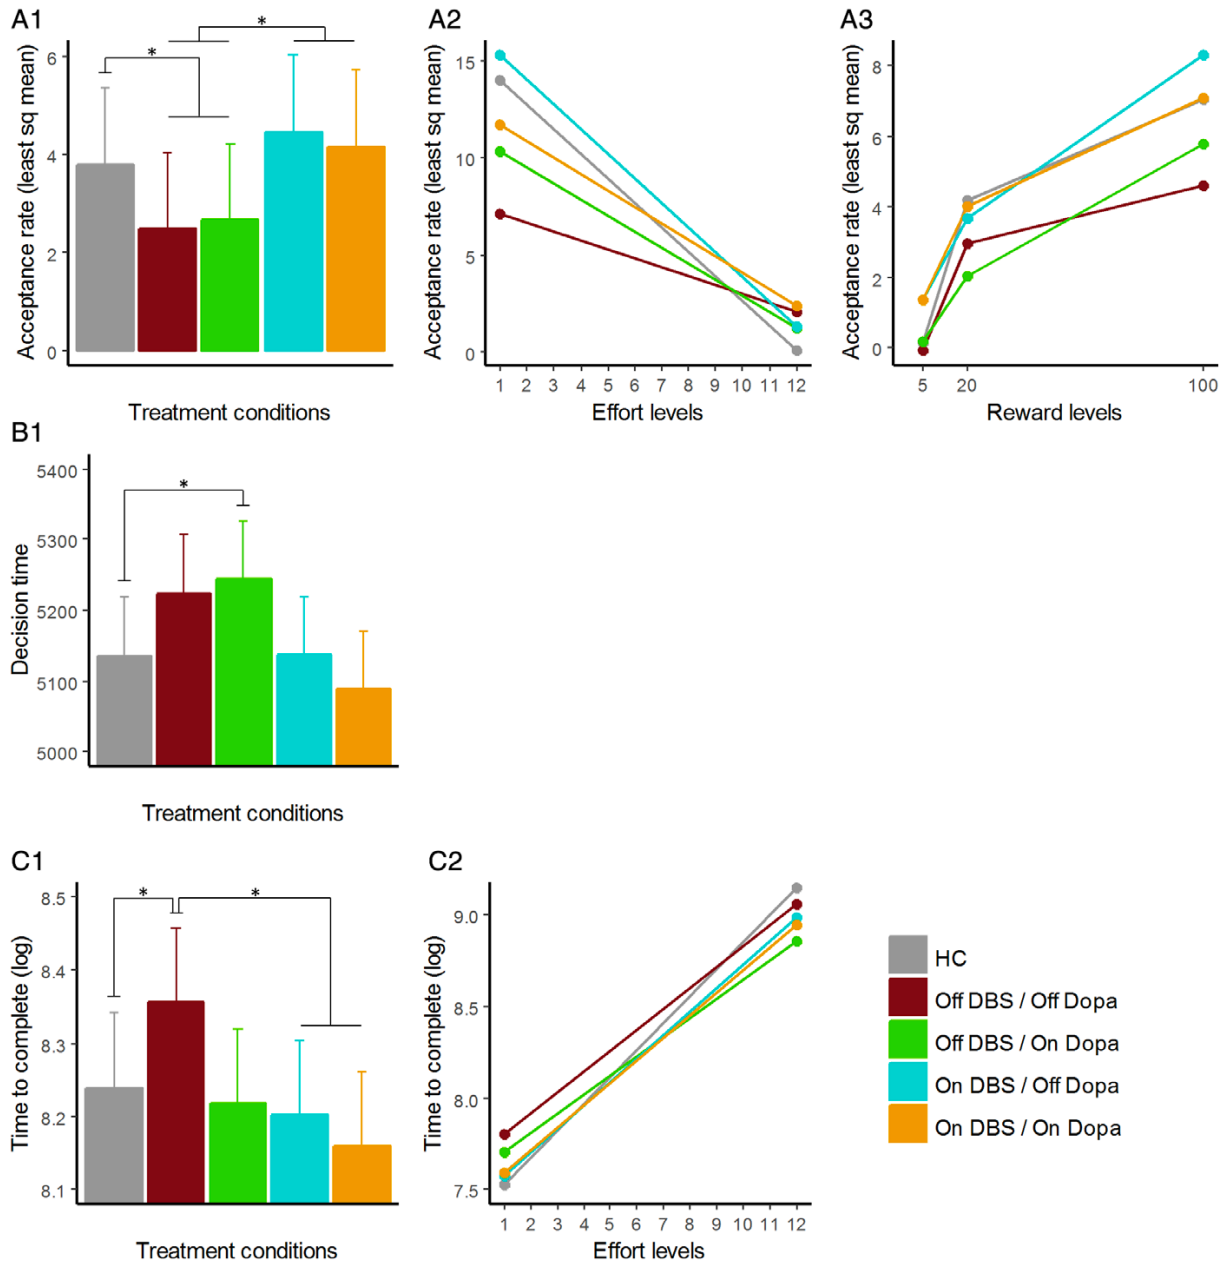 A1
Acceptance rate (least sq mean)
6
4
2
0
*
*
Treatment conditions
A2
Acceptance rate (least sq mean)
15
10
5
0
1 2 3 4 5 6 7 8 9 10 11 12
Effort levels
A3
Acceptance rate (least sq mean)
8
6
4
2
0
5 20 100
Reward levels
B1
Decision time
5400
5300
5200
5100
5000
*
Treatment conditions
C1
Time to complete (log)
8.5
8.4
8.3
8.2
8.1
*
*
Treatment conditions
C2
Time to complete (log)
9.0
8.5
8.0
7.5
1 2 3 4 5 6 7 8 9 10 11 12
Effort levels
HC
Off DBS / Off Dopa
Off DBS / On Dopa
On DBS / Off Dopa
On DBS / On Dopa